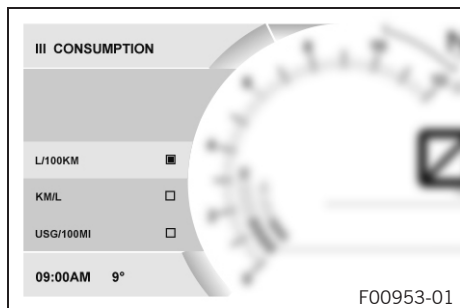 III CONSUMPTION
L/100KM
KM/L
USG/100MI
09:00AM 9°
F00953-01